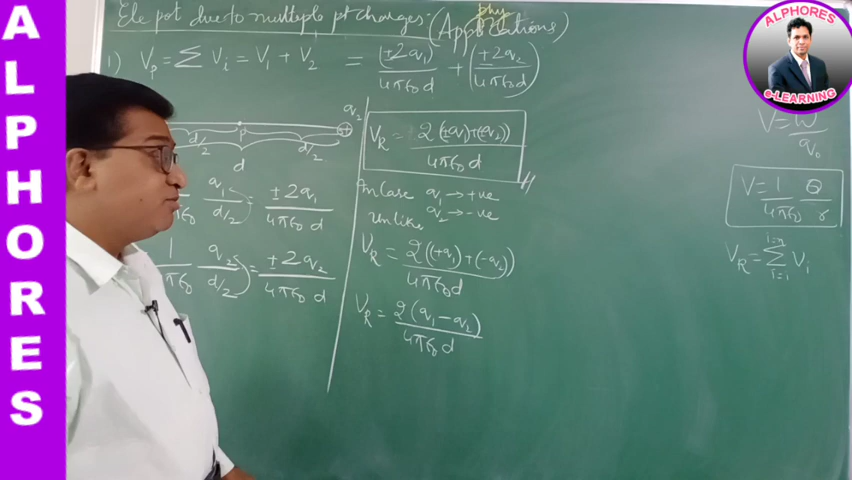 ALPHORES
Ele pot due to multiple pt charges:- (Applications)
phy
1) Vp = Σ Vi = V1 + V2 = (±2q1)/(4πε0 d) + (±2q2)/(4πε0 d)
q2
d/2 P d/2
d
q1/(d/2) = ±2q1/(4πε0 d)
1/(4πε0) q2/(d/2) = ±2q2/(4πε0 d)
VR = 2((±q1)+(±q2))/(4πε0 d)
In case q1 → +ve
unlike q2 → -ve
VR = 2((+q1)+(-q2))/(4πε0 d)
VR = 2(q1 - q2)/(4πε0 d)
V = W/q0
V = 1/(4πε0) Q/r
VR = Σ i=1 i=n Vi
ALPHORES
e-LEARNING